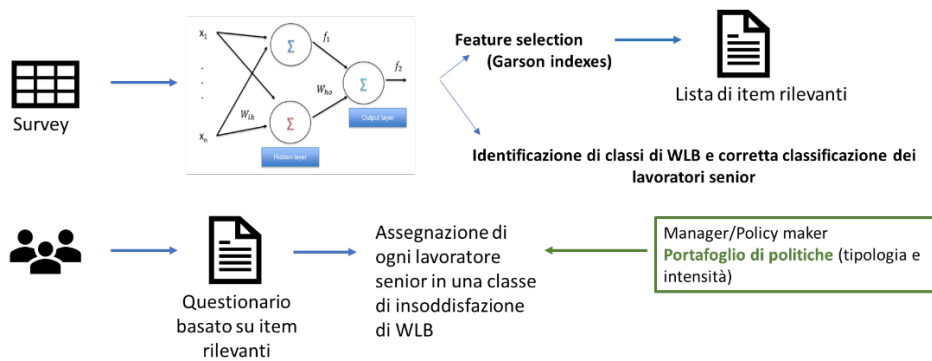 Survey
x1
.
.
.
xn
Wih
Σ
Σ
Hidden layer
f1
Who
Σ
Output layer
f2
Feature selection
(Garson indexes)
Lista di item rilevanti
Identificazione di classi di WLB e corretta classificazione dei
lavoratori senior
Questionario
basato su item
rilevanti
Assegnazione di
ogni lavoratore
senior in una classe
di insoddisfazione
di WLB
Manager/Policy maker
Portafoglio di politiche (tipologia e
intensità)